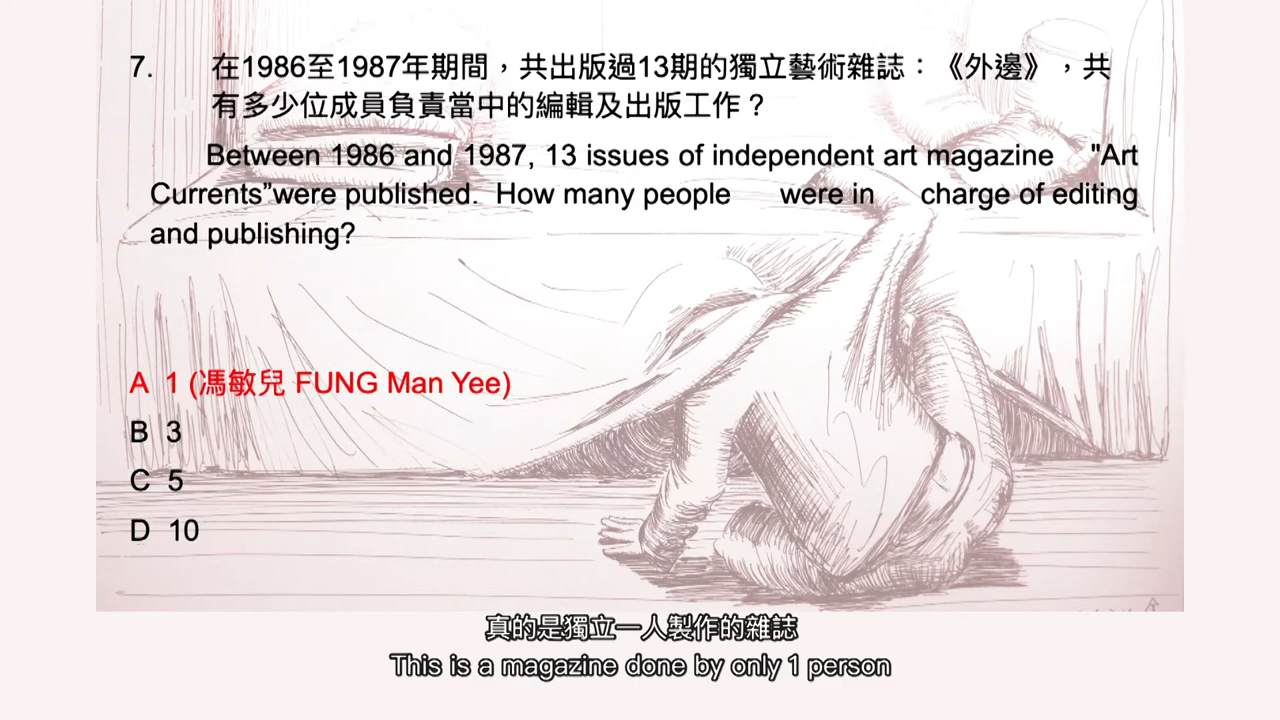 7. 在1986至1987年期間，共出版過13期的獨立藝術雜誌：《外邊》，共
有多少位成員負責當中的編輯及出版工作？
Between 1986 and 1987, 13 issues of independent art magazine "Art
Currents”were published. How many people were in charge of editing
and publishing?
A 1 (馮敏兒 FUNG Man Yee)
B 3
C 5
D 10
真的是獨立一人製作的雜誌
This is a magazine done by only 1 person